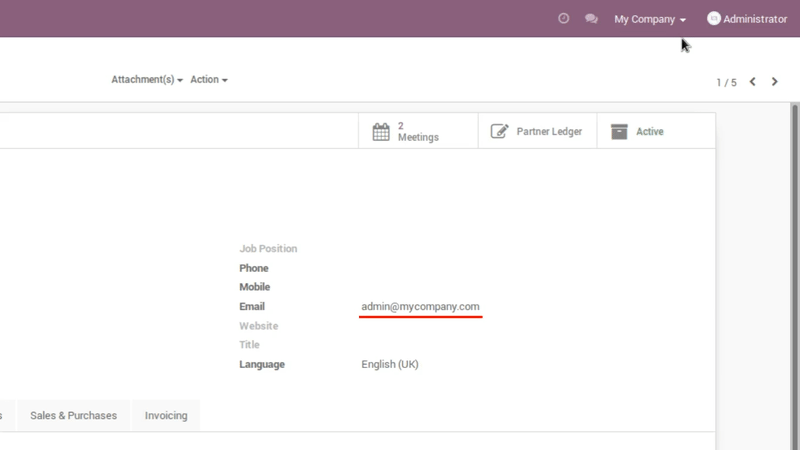 My Company Administrator
Attachment(s) Action
1 / 5
2
Meetings
Partner Ledger
Active
Job Position
Phone
Mobile
Email admin@mycompany.com
Website
Title
Language English (UK)
s Sales & Purchases Invoicing